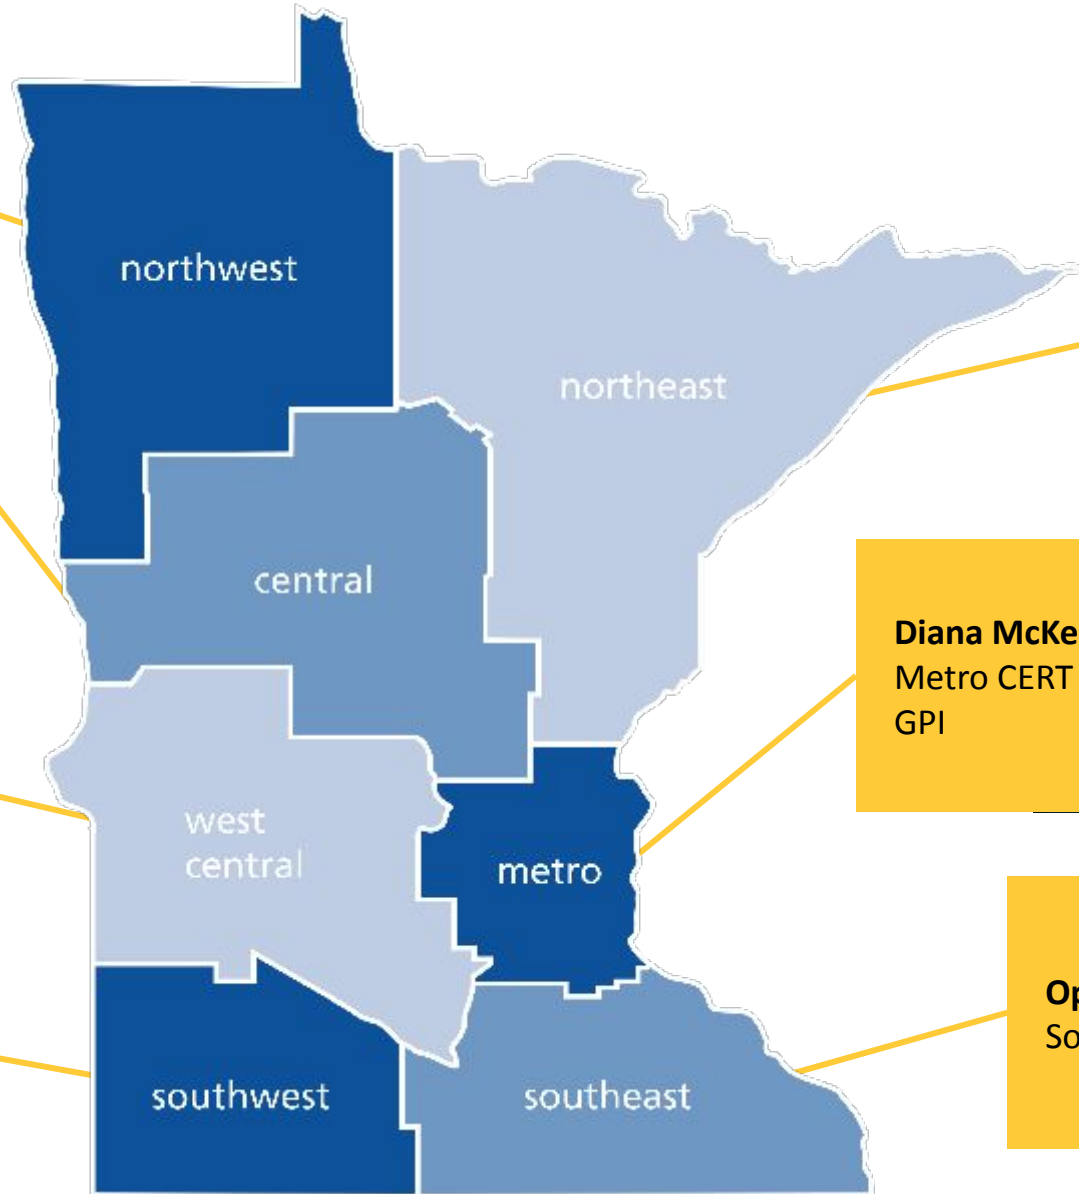 northwest
northeast
central
Diana McKe
Metro CERT
GPI
west
central
metro
Op
So
southwest
southeast